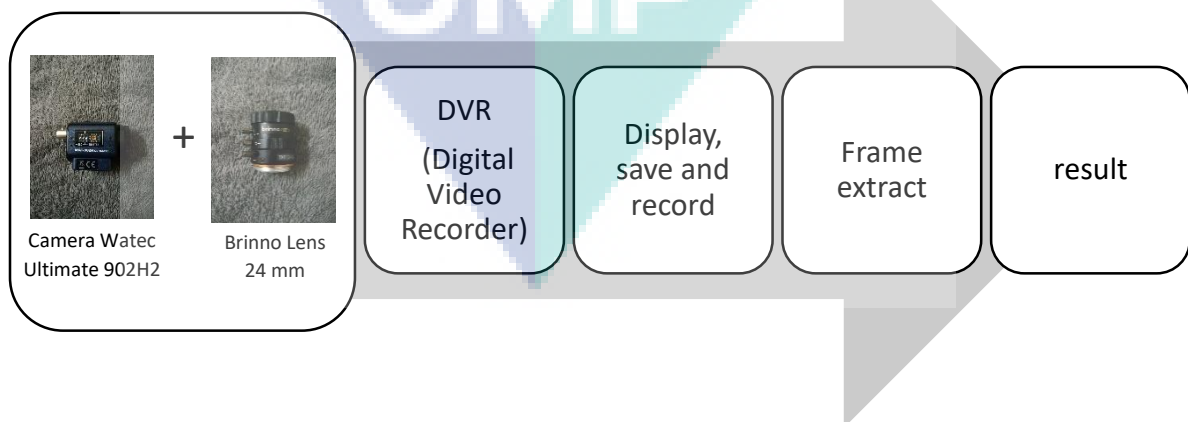 UMP
+
Camera Watec
Ultimate 902H2
Brinno Lens
24 mm
DVR
(Digital
Video
Recorder)
Display,
save and
record
Frame
extract
result